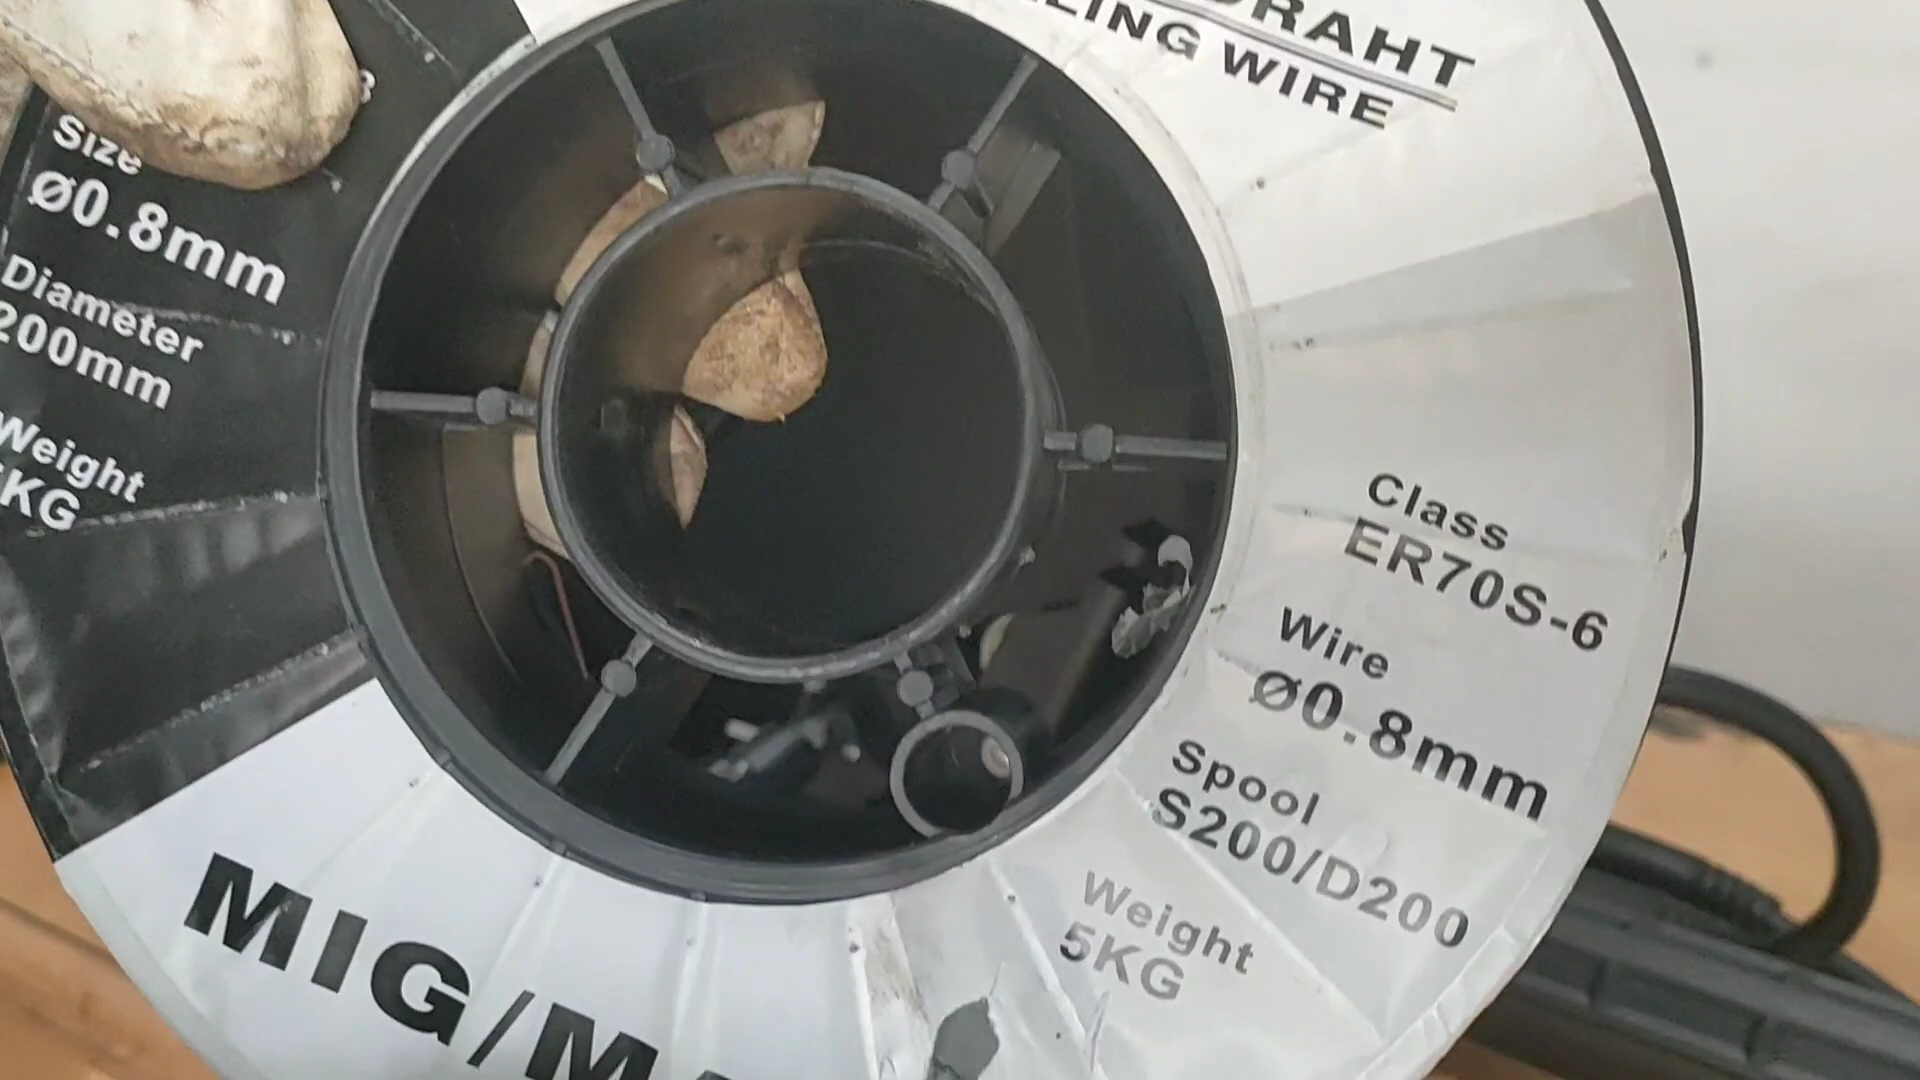 DRAHT
LING WIRE
Size
Ø0.8mm
Diameter
200mm
Weight
KG
Class
ER70S-6
Wire
Ø0.8mm
Spool
S200/D200
Weight
5KG
MIG/MA